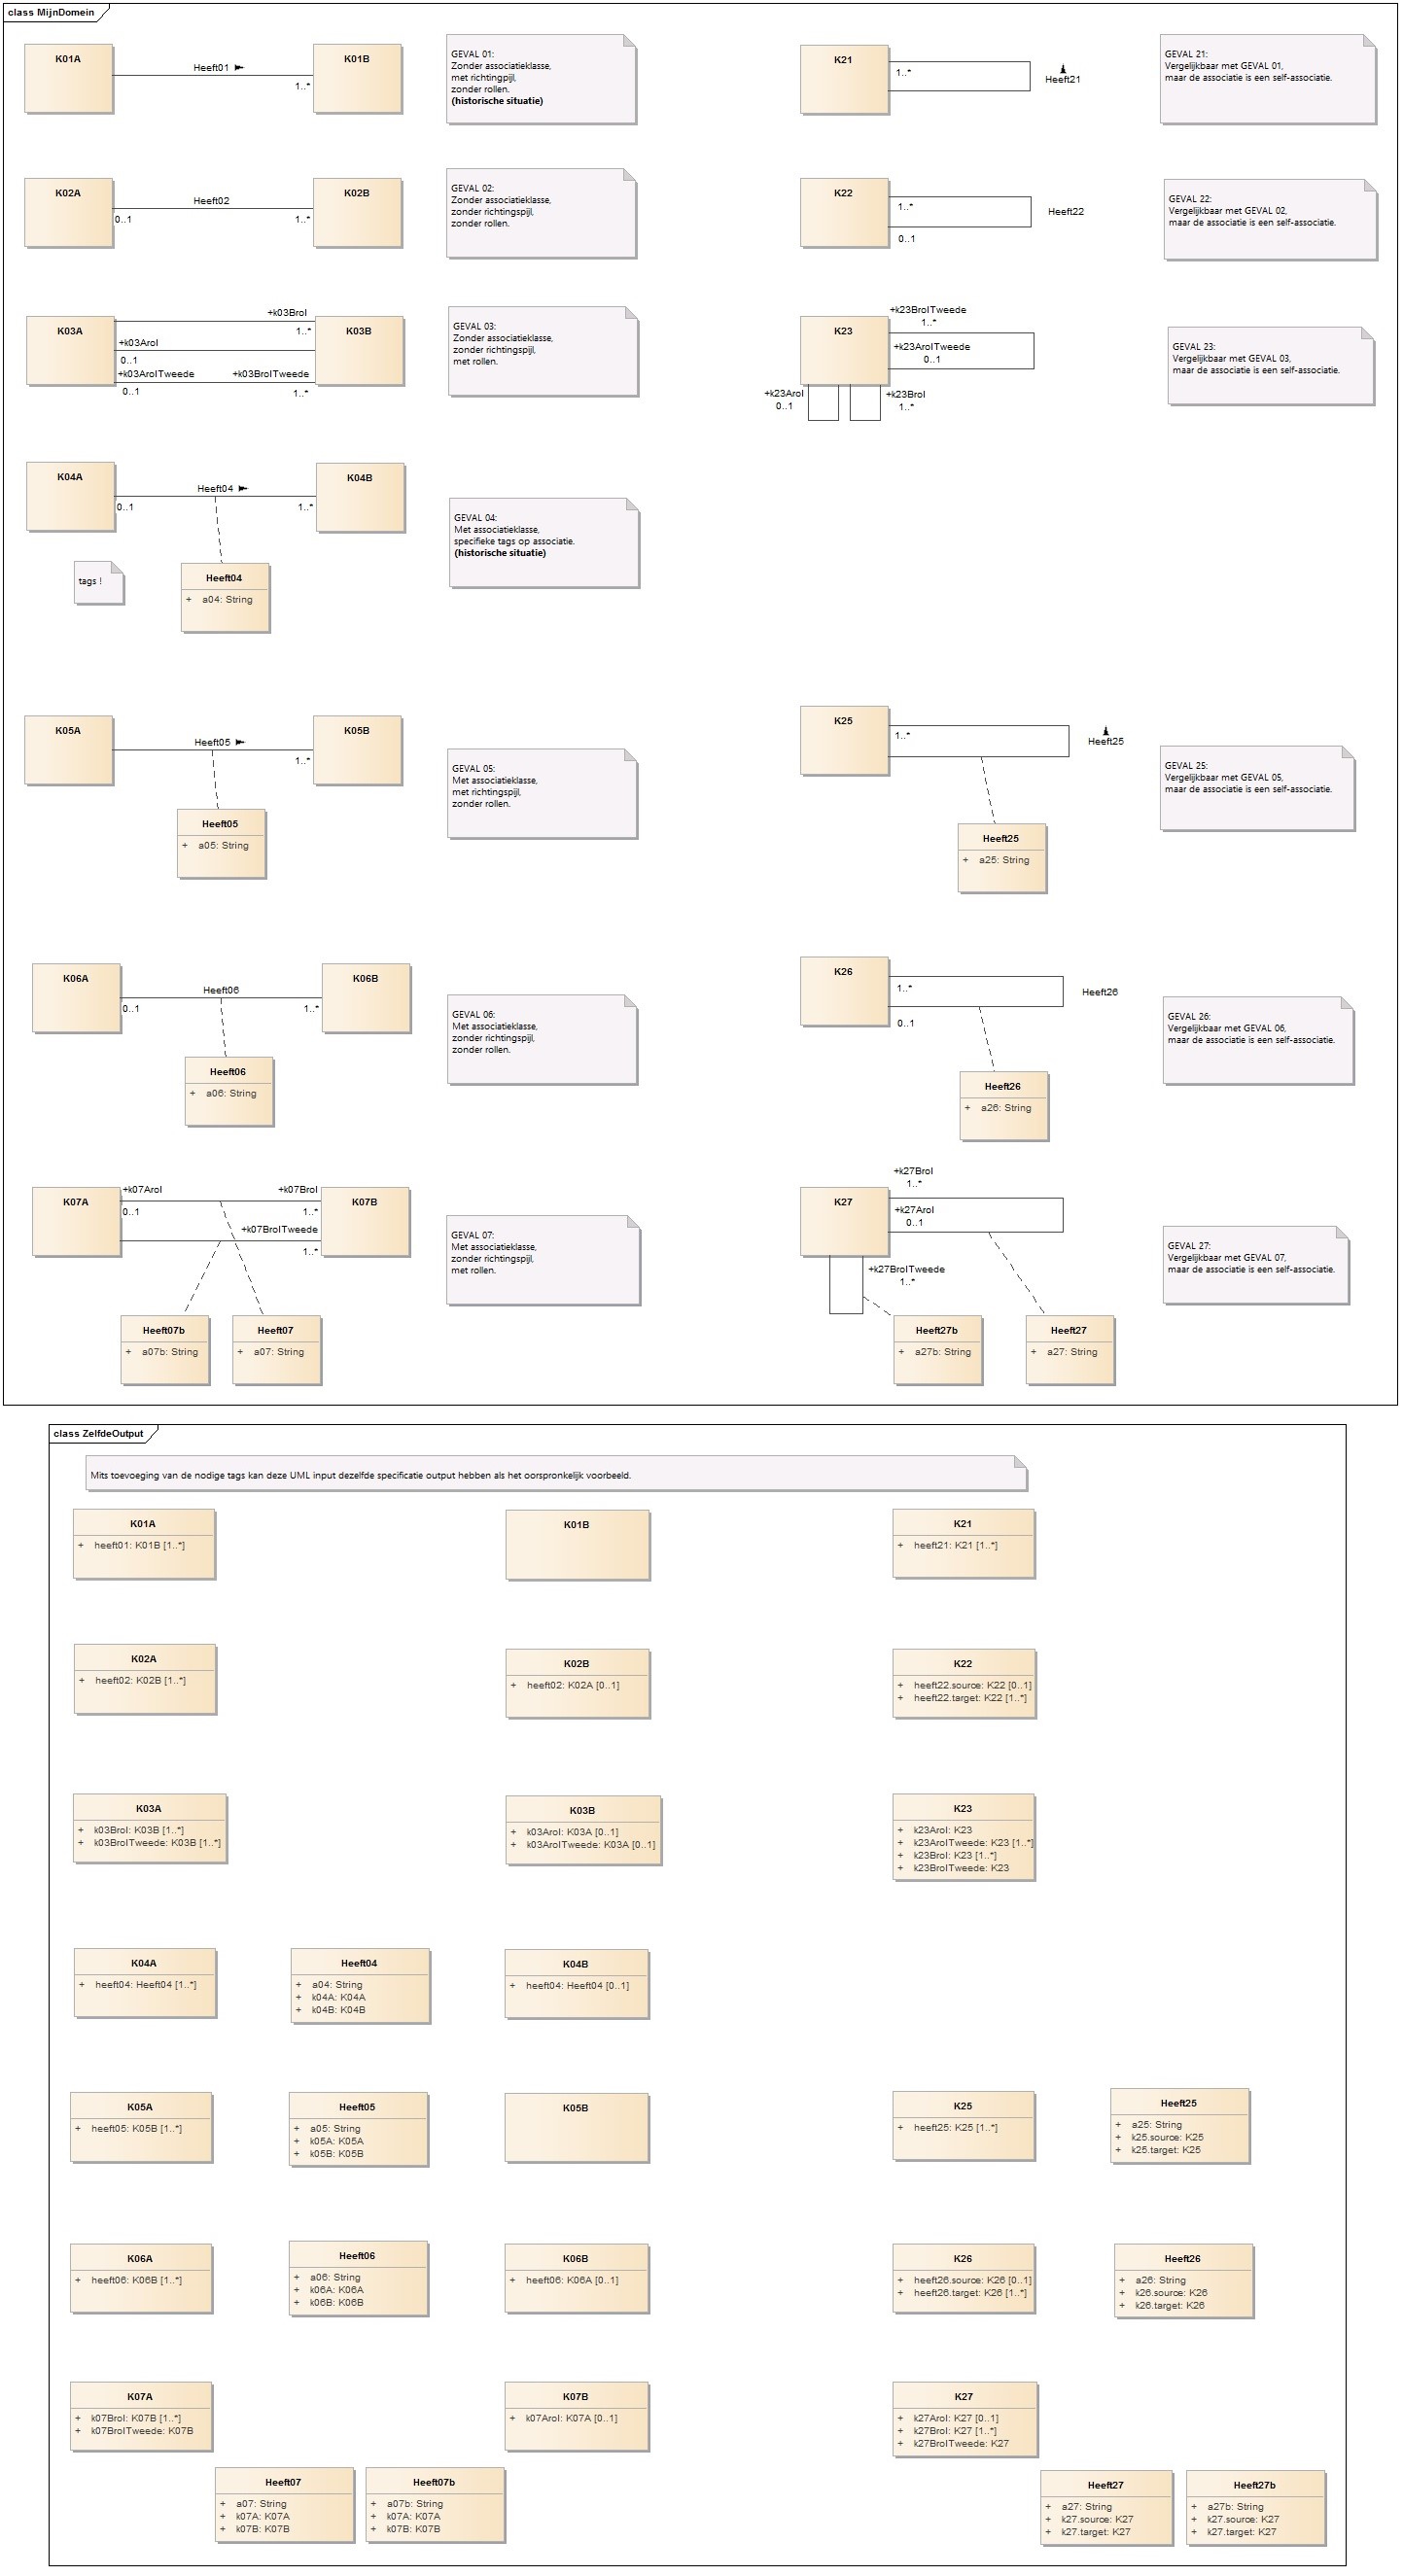 class MijnDomein
K01A
Heeft01
1..*
K01B
GEVAL 01:
Zonder associatieklasse,
met richtingpijl,
zonder rollen.
(historische situatie)
K21
1..*
Heeft21
GEVAL 21:
Vergelijkbaar met GEVAL 01,
maar de associatie is een self-associatie.
K02A
0..1
Heeft02
1..*
K02B
GEVAL 02:
Zonder associatieklasse,
zonder richtingspijl,
zonder rollen.
K22
1..*
0..1
Heeft22
GEVAL 22:
Vergelijkbaar met GEVAL 02,
maar de associatie is een self-associatie.
K03A
+k03Brol
1..*
+k03Arol
0..1
+k03ArolTweede
+k03BrolTweede
0..1
1..*
K03B
GEVAL 03:
Zonder associatieklasse,
zonder richtingspijl,
met rollen.
K23
+k23BrolTweede
1..*
+k23ArolTweede
0..1
+k23Arol
0..1
+k23Brol
1..*
GEVAL 23:
Vergelijkbaar met GEVAL 03,
maar de associatie is een self-associatie.
K04A
0..1
Heeft04
1..*
K04B
GEVAL 04:
Met associatieklasse,
specifieke tags op associatie.
(historische situatie)
tags !
Heeft04
+ a04: String
K05A
Heeft05
1..*
K05B
GEVAL 05:
Met associatieklasse,
met richtingspijl,
zonder rollen.
Heeft05
+ a05: String
K25
1..*
Heeft25
GEVAL 25:
Vergelijkbaar met GEVAL 05,
maar de associatie is een self-associatie.
Heeft25
+ a25: String
K06A
0..1
Heeft06
1..*
K06B
GEVAL 06:
Met associatieklasse,
zonder richtingspijl,
zonder rollen.
Heeft06
+ a06: String
K26
1..*
0..1
Heeft26
GEVAL 26:
Vergelijkbaar met GEVAL 06,
maar de associatie is een self-associatie.
Heeft26
+ a26: String
K07A
+k07Arol
0..1
+k07Brol
1..*
+k07BrolTweede
1..*
K07B
GEVAL 07:
Met associatieklasse,
zonder richtingspijl,
met rollen.
Heeft07b
+ a07b: String
Heeft07
+ a07: String
K27
+k27Brol
1..*
+k27Arol
0..1
+k27BrolTweede
1..*
GEVAL 27:
Vergelijkbaar met GEVAL 07,
maar de associatie is een self-associatie.
Heeft27b
+ a27b: String
Heeft27
+ a27: String
class ZelfdeOutput
Mits toevoeging van de nodige tags kan deze UML input dezelfde specificatie output hebben als het oorspronkelijk voorbeeld.
K01A
+ heeft01: K01B [1..*]
K01B
K21
+ heeft21: K21 [1..*]
K02A
+ heeft02: K02B [1..*]
K02B
+ heeft02: K02A [0..1]
K22
+ heeft22.source: K22 [0..1]
+ heeft22.target: K22 [1..*]
K03A
+ k03Brol: K03B [1..*]
+ k03BrolTweede: K03B [1..*]
K03B
+ k03Arol: K03A [0..1]
+ k03ArolTweede: K03A [0..1]
K23
+ k23Arol: K23
+ k23ArolTweede: K23 [1..*]
+ k23Brol: K23 [1..*]
+ k23BrolTweede: K23
K04A
+ heeft04: Heeft04 [1..*]
Heeft04
+ a04: String
+ k04A: K04A
+ k04B: K04B
K04B
+ heeft04: Heeft04 [0..1]
K05A
+ heeft05: K05B [1..*]
Heeft05
+ a05: String
+ k05A: K05A
+ k05B: K05B
K05B
K25
+ heeft25: K25 [1..*]
Heeft25
+ a25: String
+ k25.source: K25
+ k25.target: K25
K06A
+ heeft06: K06B [1..*]
Heeft06
+ a06: String
+ k06A: K06A
+ k06B: K06B
K06B
+ heeft06: K06A [0..1]
K26
+ heeft26.source: K26 [0..1]
+ heeft26.target: K26 [1..*]
Heeft26
+ a26: String
+ k26.source: K26
+ k26.target: K26
K07A
+ k07Brol: K07B [1..*]
+ k07BrolTweede: K07B
K07B
+ k07Arol: K07A [0..1]
K27
+ k27Arol: K27 [0..1]
+ k27Brol: K27 [1..*]
+ k27BrolTweede: K27
Heeft07
+ a07: String
+ k07A: K07A
+ k07B: K07B
Heeft07b
+ a07b: String
+ k07A: K07A
+ k07B: K07B
Heeft27
+ a27: String
+ k27.source: K27
+ k27.target: K27
Heeft27b
+ a27b: String
+ k27.source: K27
+ k27.target: K27